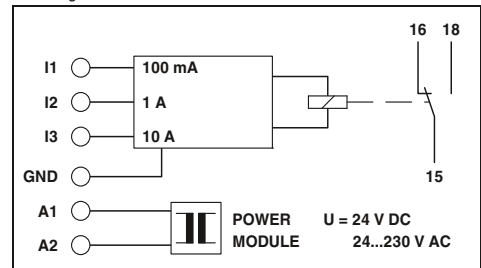 16 18
I1 100 mA
I2 1 A
I3 10 A
GND
15
A1
POWER U = 24 V DC
A2 MODULE 24...230 V AC